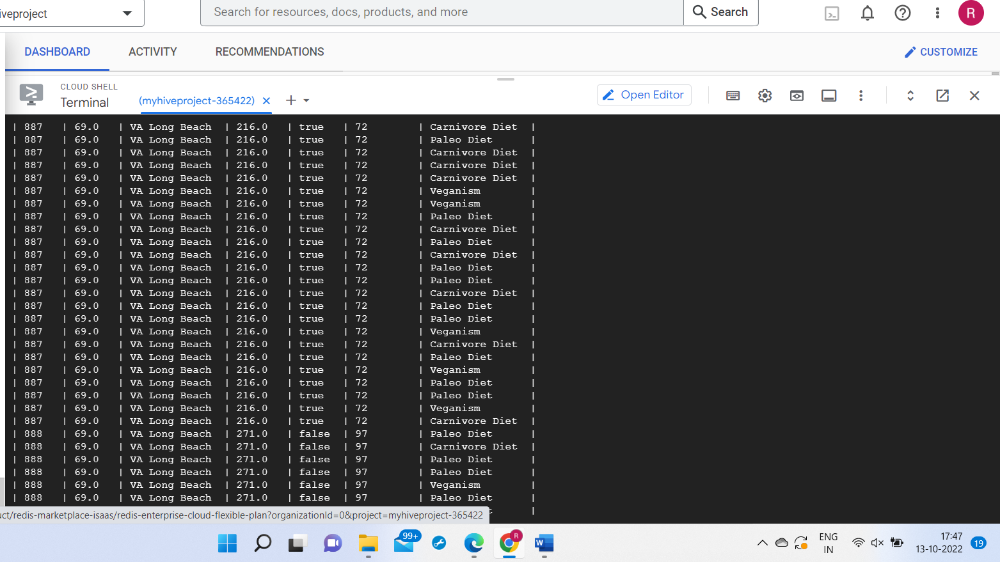 iveproject
Search for resources, docs, products, and more
Search
R
DASHBOARD ACTIVITY RECOMMENDATIONS
CUSTOMIZE
CLOUD SHELL
Terminal
(myhiveproject-365422)
Open Editor
| 887 | 69.0 | VA Long Beach | 216.0 | true | 72 | Carnivore Diet |
| 887 | 69.0 | VA Long Beach | 216.0 | true | 72 | Paleo Diet |
| 887 | 69.0 | VA Long Beach | 216.0 | true | 72 | Carnivore Diet |
| 887 | 69.0 | VA Long Beach | 216.0 | true | 72 | Carnivore Diet |
| 887 | 69.0 | VA Long Beach | 216.0 | true | 72 | Carnivore Diet |
| 887 | 69.0 | VA Long Beach | 216.0 | true | 72 | Veganism |
| 887 | 69.0 | VA Long Beach | 216.0 | true | 72 | Veganism |
| 887 | 69.0 | VA Long Beach | 216.0 | true | 72 | Paleo Diet |
| 887 | 69.0 | VA Long Beach | 216.0 | true | 72 | Carnivore Diet |
| 887 | 69.0 | VA Long Beach | 216.0 | true | 72 | Paleo Diet |
| 887 | 69.0 | VA Long Beach | 216.0 | true | 72 | Carnivore Diet |
| 887 | 69.0 | VA Long Beach | 216.0 | true | 72 | Paleo Diet |
| 887 | 69.0 | VA Long Beach | 216.0 | true | 72 | Paleo Diet |
| 887 | 69.0 | VA Long Beach | 216.0 | true | 72 | Carnivore Diet |
| 887 | 69.0 | VA Long Beach | 216.0 | true | 72 | Paleo Diet |
| 887 | 69.0 | VA Long Beach | 216.0 | true | 72 | Paleo Diet |
| 887 | 69.0 | VA Long Beach | 216.0 | true | 72 | Veganism |
| 887 | 69.0 | VA Long Beach | 216.0 | true | 72 | Carnivore Diet |
| 887 | 69.0 | VA Long Beach | 216.0 | true | 72 | Paleo Diet |
| 887 | 69.0 | VA Long Beach | 216.0 | true | 72 | Veganism |
| 887 | 69.0 | VA Long Beach | 216.0 | true | 72 | Paleo Diet |
| 887 | 69.0 | VA Long Beach | 216.0 | true | 72 | Paleo Diet |
| 887 | 69.0 | VA Long Beach | 216.0 | true | 72 | Veganism |
| 887 | 69.0 | VA Long Beach | 216.0 | true | 72 | Carnivore Diet |
| 888 | 69.0 | VA Long Beach | 271.0 | false | 97 | Paleo Diet |
| 888 | 69.0 | VA Long Beach | 271.0 | false | 97 | Carnivore Diet |
| 888 | 69.0 | VA Long Beach | 271.0 | false | 97 | Paleo Diet |
| 888 | 69.0 | VA Long Beach | 271.0 | false | 97 | Paleo Diet |
| 888 | 69.0 | VA Long Beach | 271.0 | false | 97 | Veganism |
| 888 | 69.0 | VA Long Beach | 271.0 | false | 97 | Paleo Diet |
uct/redis-marketplace-isaas/redis-enterprise-cloud-flexible-plan?organizationId=0&project=myhiveproject-365422
99+
R
W
ENG
IN
17:47
13-10-2022
19